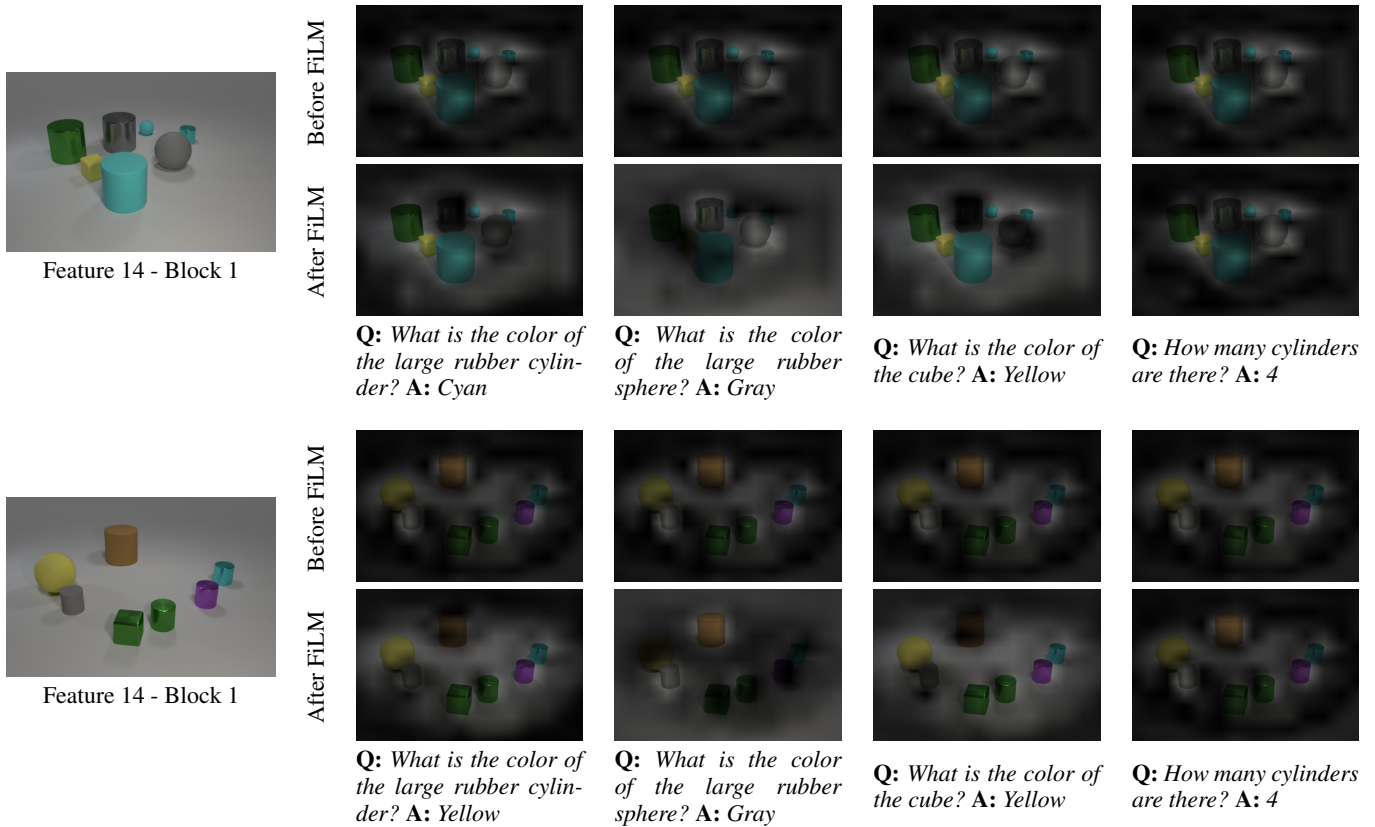 Before FiLM
After FiLM
Feature 14 - Block 1
Q: What is the color of
the large rubber cylin-
der? A: Cyan
Q: What is the color
of the large rubber
sphere? A: Gray
Q: What is the color of
the cube? A: Yellow
Q: How many cylinders
are there? A: 4
Before FiLM
After FiLM
Feature 14 - Block 1
Q: What is the color of
the large rubber cylin-
der? A: Yellow
Q: What is the color
of the large rubber
sphere? A: Gray
Q: What is the color of
the cube? A: Yellow
Q: How many cylinders
are there? A: 4